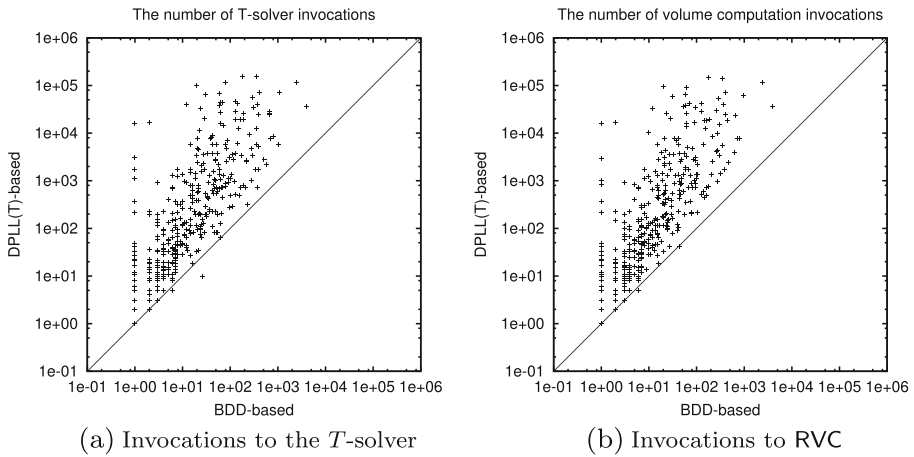 The number of T-solver invocations
1e+06
1e+05
1e+04
1e+03
1e+02
1e+01
1e+00
1e-01
DPLL(T)-based
1e-01 1e+00 1e+01 1e+02 1e+03 1e+04 1e+05 1e+06
BDD-based
(a) Invocations to the T-solver
The number of volume computation invocations
1e+06
1e+05
1e+04
1e+03
1e+02
1e+01
1e+00
1e-01
DPLL(T)-based
1e-01 1e+00 1e+01 1e+02 1e+03 1e+04 1e+05 1e+06
BDD-based
(b) Invocations to RVC